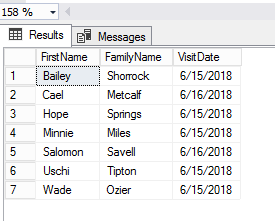 158 %
Results Messages
FirstName FamilyName VisitDate
1 Bailey Shorrock 6/15/2018
2 Cael Metcalf 6/16/2018
3 Hope Springs 6/15/2018
4 Minnie Miles 6/15/2018
5 Salomon Savell 6/16/2018
6 Uschi Tipton 6/15/2018
7 Wade Ozier 6/15/2018